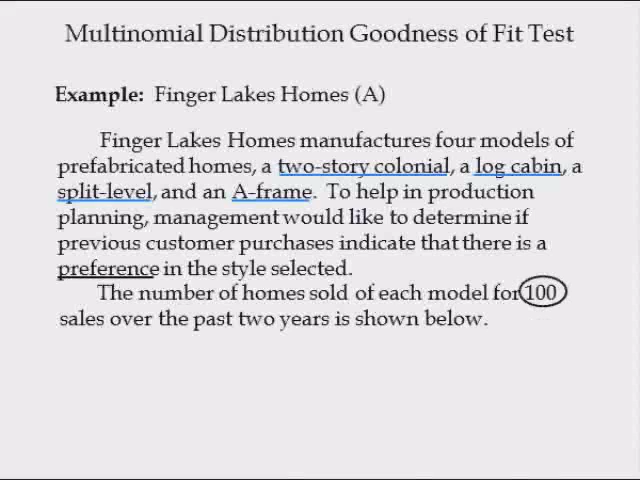 Multinomial Distribution Goodness of Fit Test
Example: Finger Lakes Homes (A)
Finger Lakes Homes manufactures four models of
prefabricated homes, a two-story colonial, a log cabin, a
split-level, and an A-frame. To help in production
planning, management would like to determine if
previous customer purchases indicate that there is a
preference in the style selected.
The number of homes sold of each model for 100
sales over the past two years is shown below.